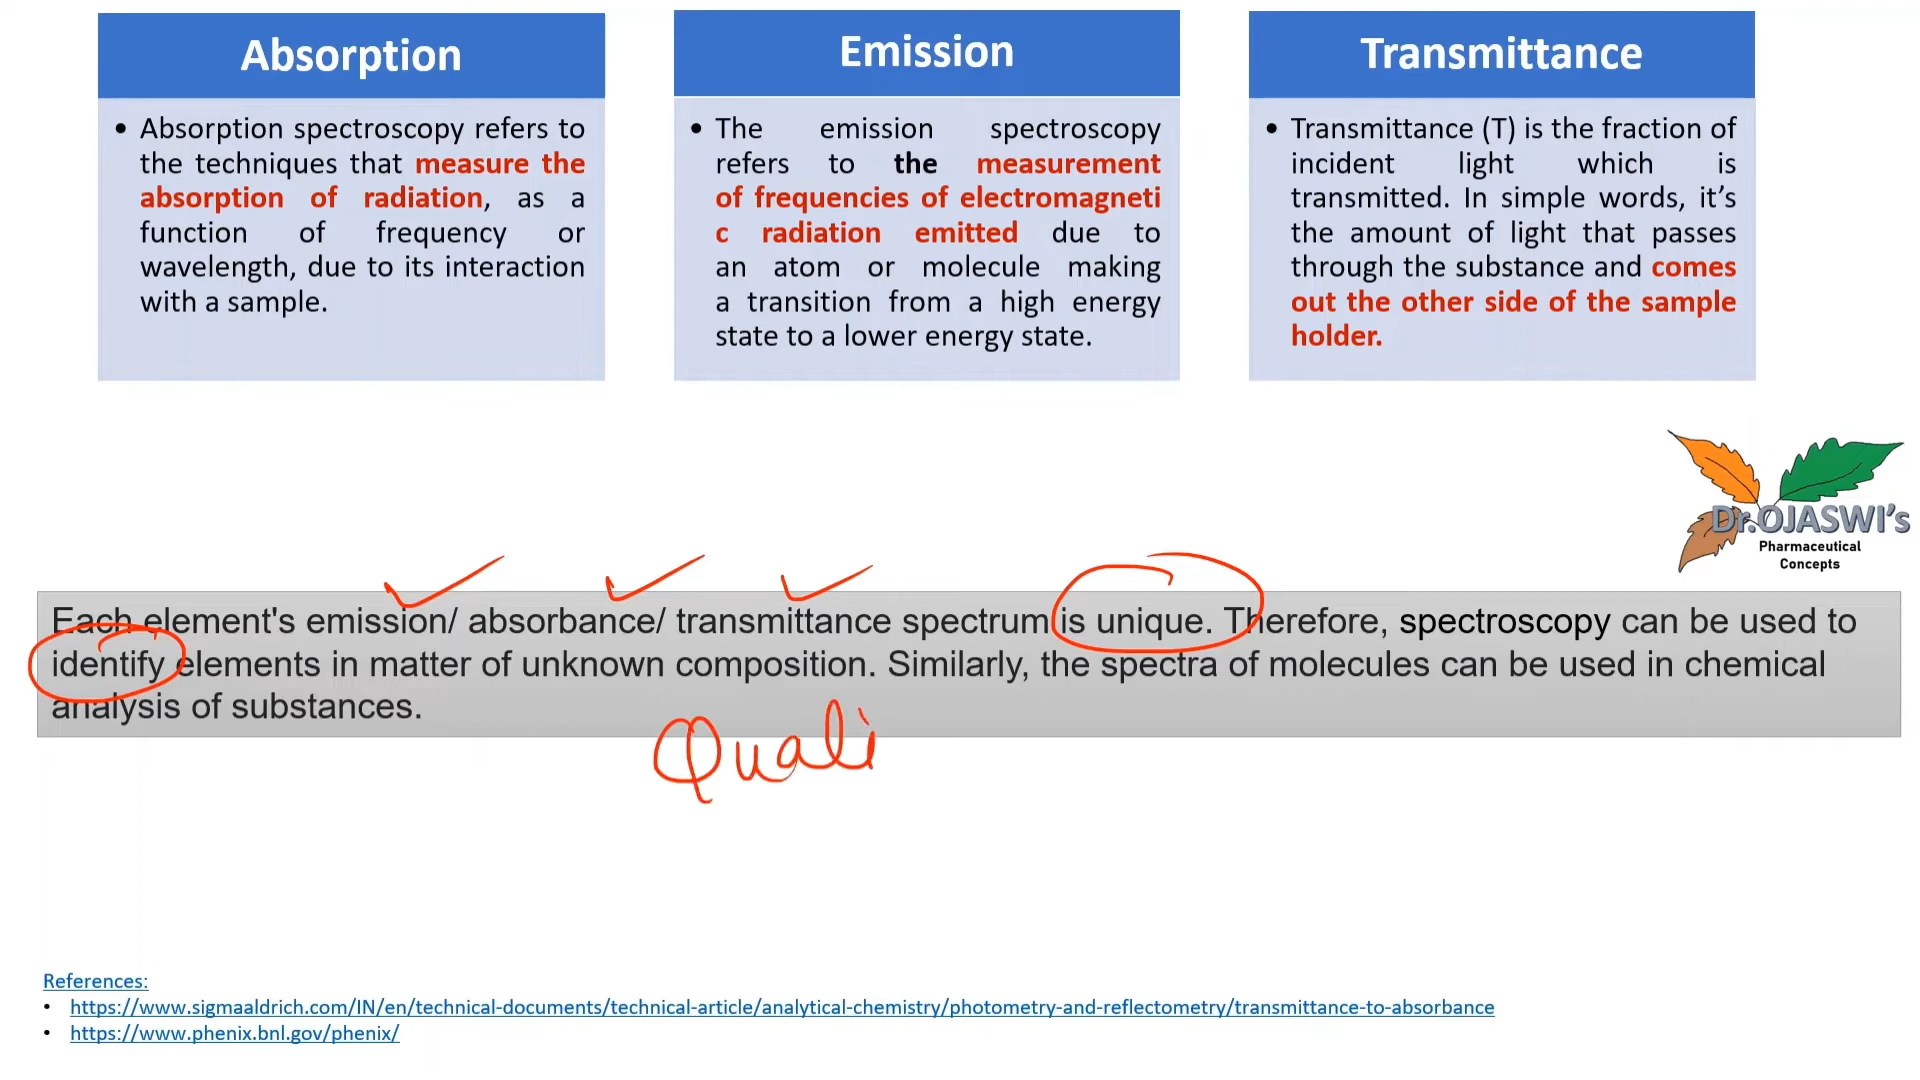 Absorption
• Absorption spectroscopy refers to
the techniques that measure the
absorption of radiation, as a
function of frequency or
wavelength, due to its interaction
with a sample.
Emission
• The emission spectroscopy
refers to the measurement
of frequencies of electromagneti
c radiation emitted due to
an atom or molecule making
a transition from a high energy
state to a lower energy state.
Transmittance
• Transmittance (T) is the fraction of
incident light which is
transmitted. In simple words, it’s
the amount of light that passes
through the substance and comes
out the other side of the sample
holder.
Dr.OJASWI’s
Pharmaceutical
Concepts
Each element's emission/ absorbance/ transmittance spectrum is unique. Therefore, spectroscopy can be used to
identify elements in matter of unknown composition. Similarly, the spectra of molecules can be used in chemical
analysis of substances.
Quali
References:
• https://www.sigmaaldrich.com/IN/en/technical-documents/technical-article/analytical-chemistry/photometry-and-reflectometry/transmittance-to-absorbance
• https://www.phenix.bnl.gov/phenix/